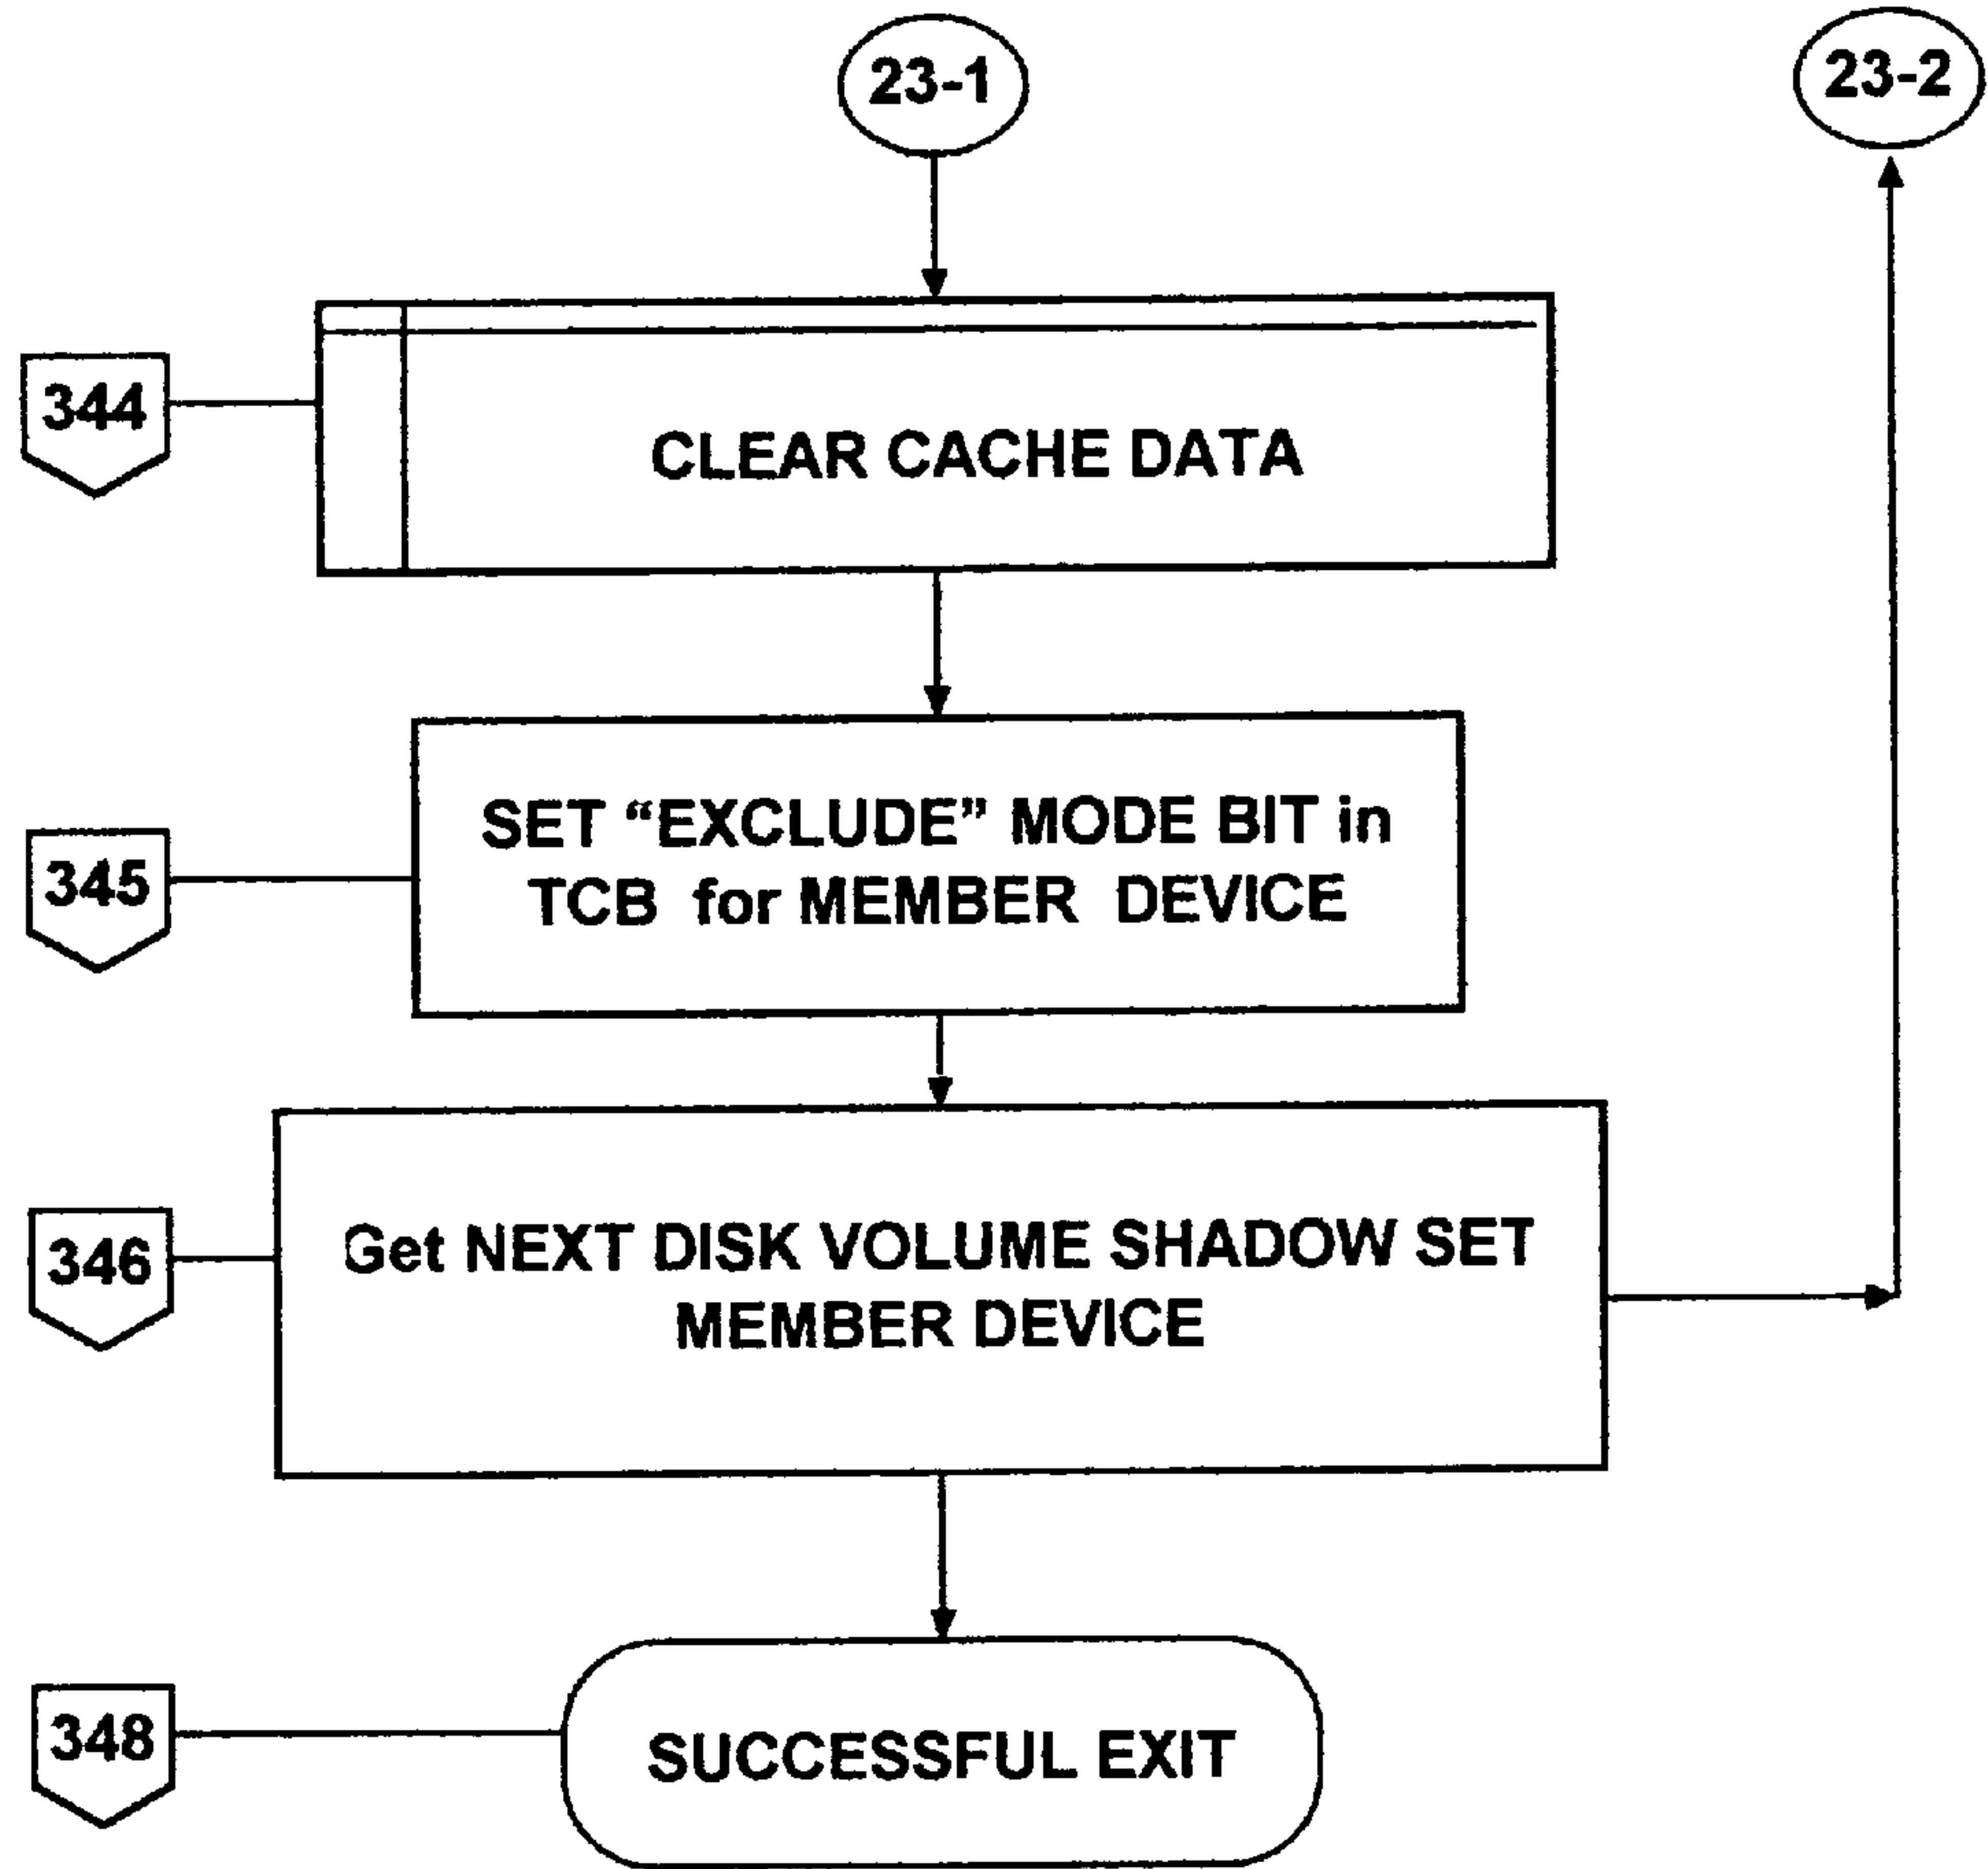 23-1
23-2
344
CLEAR CACHE DATA
345
SET “EXCLUDE” MODE BIT in
TCB for MEMBER DEVICE
346
Get NEXT DISK VOLUME SHADOW SET
MEMBER DEVICE
348
SUCCESSFUL EXIT